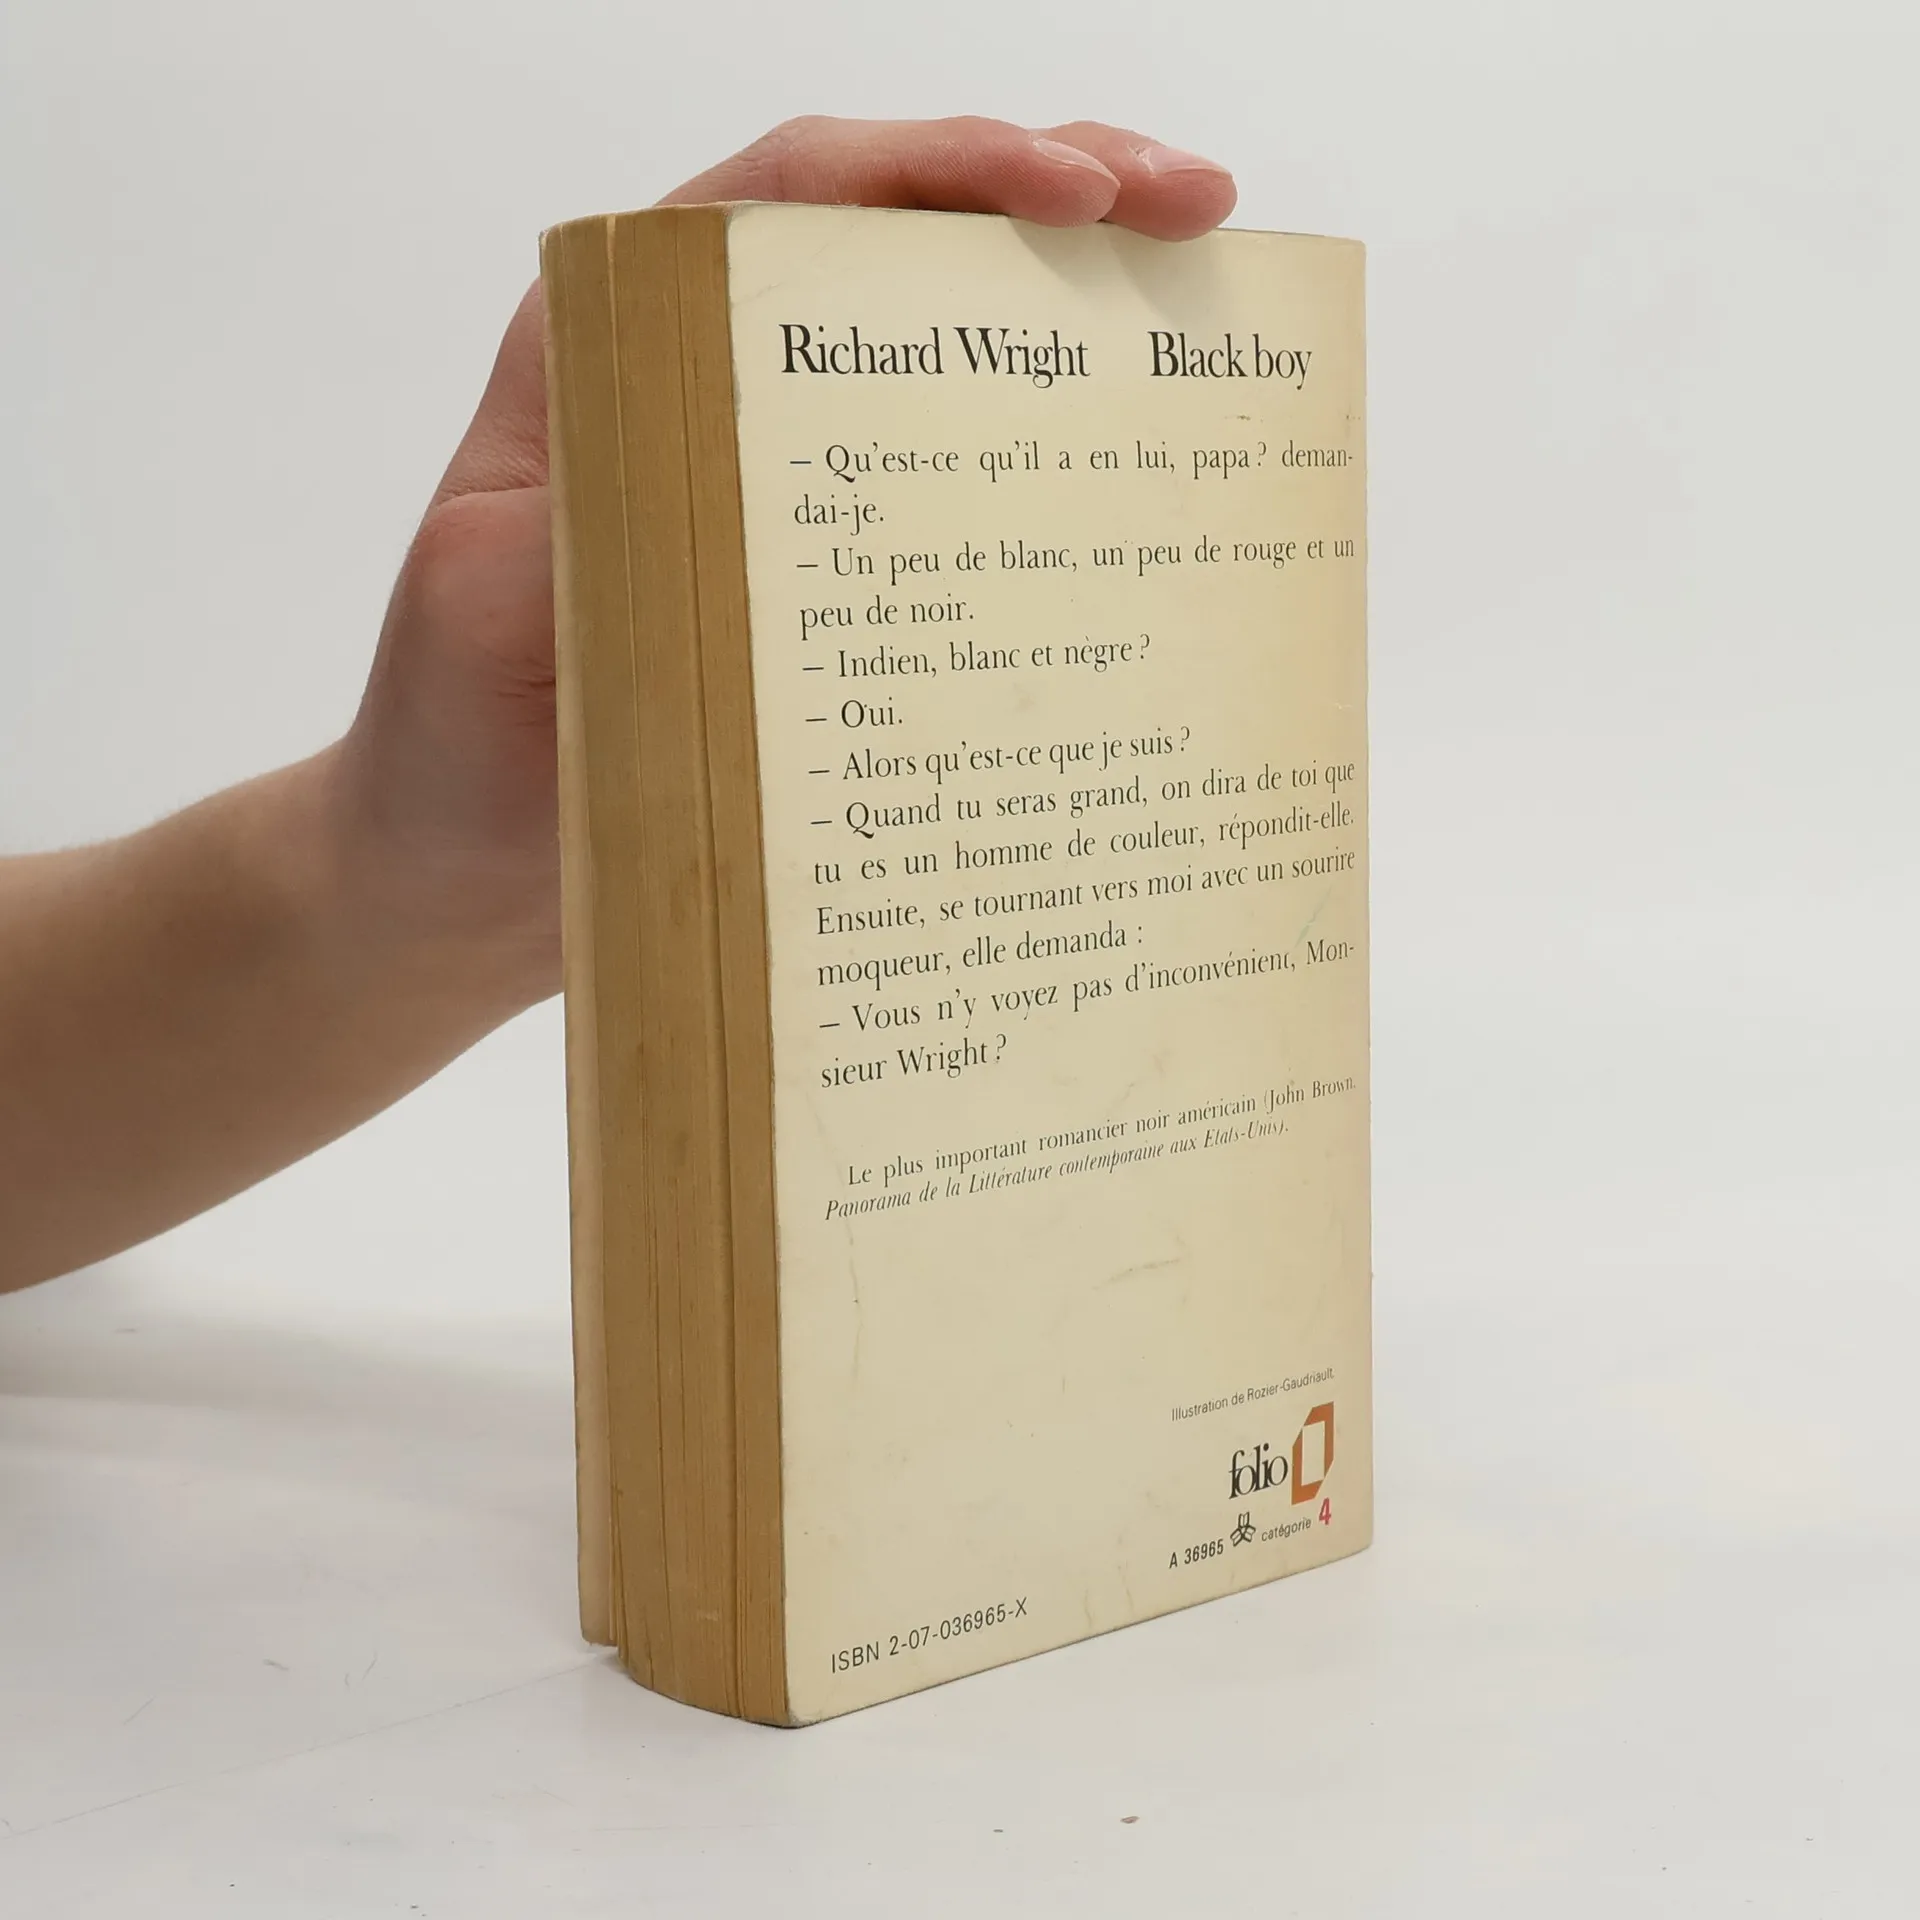 Richard Wright Black boy
– Qu’est-ce qu’il a en lui, papa ? deman-
dai-je.
– Un peu de blanc, un peu de rouge et un
peu de noir.
– Indien, blanc et nègre ?
– Oui.
– Alors qu’est-ce que je suis ?
– Quand tu seras grand, on dira de toi que
tu es un homme de couleur, répondit-elle.
Ensuite, se tournant vers moi avec un sourire
moqueur, elle demanda :
– Vous n’y voyez pas d’inconvénient, Mon-
sieur Wright ?
Le plus important romancier noir américain (John Brown.
Panorama de la Littérature contemporaine aux Etats-Unis).
Illustration de Rozier-Gaudriault.
folio
A 36965 catégorie 4
ISBN 2-07-036965-X